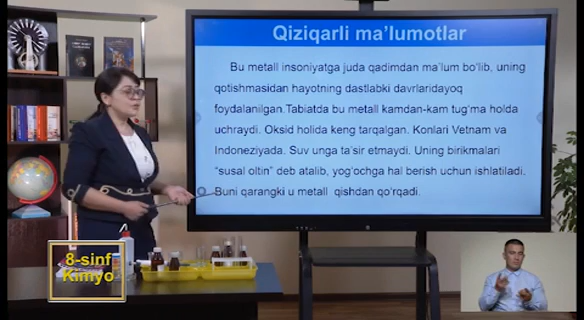 Qiziqarli ma'lumotlar
Bu metall insoniyatga juda qadimdan ma'lum bo'lib, uning
qotishmasidan hayotning dastlabki davrlaridayoq
foydalanilgan.Tabiatda bu metall kamdan-kam tug'ma holda
uchraydi. Oksid holida keng tarqalgan. Konlari Vetnam va
Indoneziyada. Suv unga ta'sir etmaydi. Uning birikmalari
"susal oltin" deb atalib, yog'ochga hal berish uchun ishlatiladi.
Buni qarangki u metall qishdan qo'rqadi.
8-sinf
Kimyo